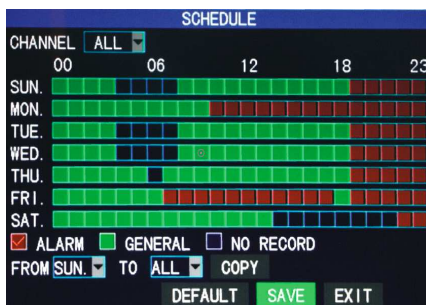 SCHEDULE
CHANNEL ALL
00 06 12 18 23
SUN.
MON.
TUE.
WED.
THU.
FRI.
SAT.
ALARM GENERAL NO RECORD
FROM SUN. TO ALL COPY
DEFAULT SAVE EXIT